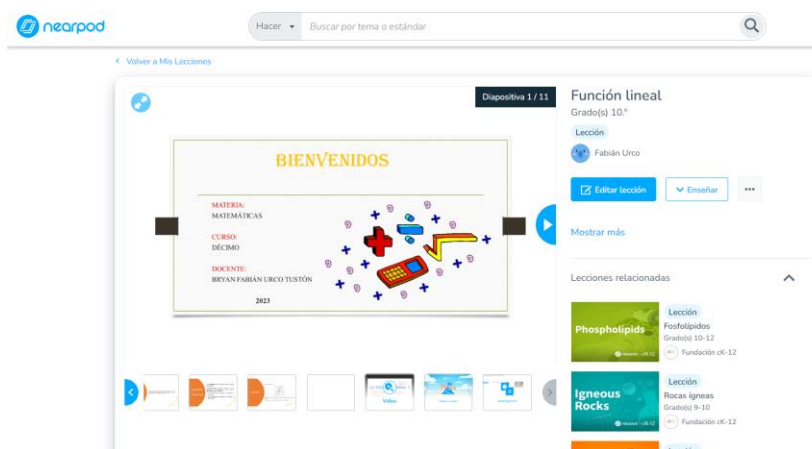 nearpod
Hacer
Buscar por tema o estándar
Volver a Mis Lecciones
Diapositiva 1 / 11
BIENVENIDOS
MATERIA:
MATEMÁTICAS
CURSO:
DÉCIMO
DOCENTE:
BRYAN FABIÁN URCO TUSTÓN
2023
Video
Función lineal
Grado(s) 10.º
Lección
Fabián Urco
Editar lección
Enseñar
Mostrar más
Lecciones relacionadas
Phospholipids
Lección
Fosfolípidos
Grado(s) 10-12
Fundación cK-12
Igneous
Rocks
Lección
Rocas ígneas
Grado(s) 9-10
Fundación cK-12